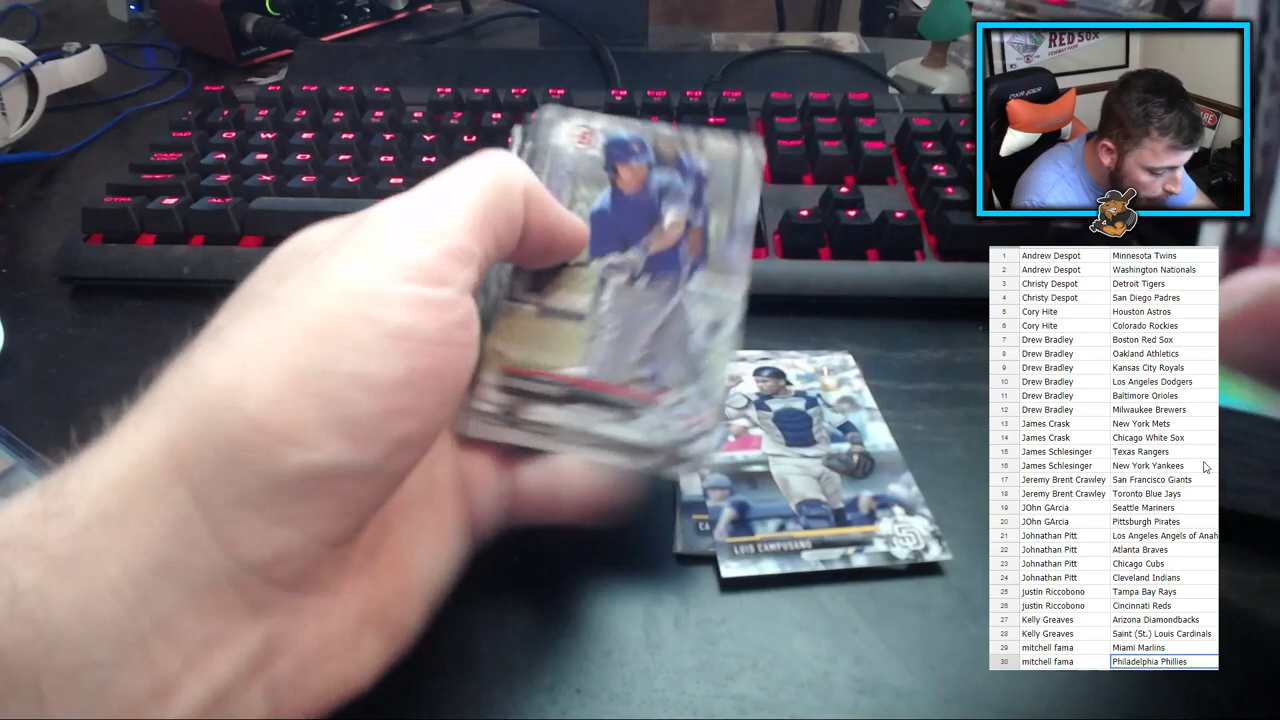 RED SOX
FENWAY PARK
DXRACER
LUIS CAMPUSANO
CA
1 Andrew Despot Minnesota Twins
2 Andrew Despot Washington Nationals
3 Christy Despot Detroit Tigers
4 Christy Despot San Diego Padres
5 Cory Hite Houston Astros
6 Cory Hite Colorado Rockies
7 Drew Bradley Boston Red Sox
8 Drew Bradley Oakland Athletics
9 Drew Bradley Kansas City Royals
10 Drew Bradley Los Angeles Dodgers
11 Drew Bradley Baltimore Orioles
12 Drew Bradley Milwaukee Brewers
13 James Crask New York Mets
14 James Crask Chicago White Sox
15 James Schlesinger Texas Rangers
16 James Schlesinger New York Yankees
17 Jeremy Brent Crawley San Francisco Giants
18 Jeremy Brent Crawley Toronto Blue Jays
19 JOhn GArcia Seattle Mariners
20 JOhn GArcia Pittsburgh Pirates
21 Johnathan Pitt Los Angeles Angels of Anah
22 Johnathan Pitt Atlanta Braves
23 Johnathan Pitt Chicago Cubs
24 Johnathan Pitt Cleveland Indians
25 justin Riccobono Tampa Bay Rays
26 justin Riccobono Cincinnati Reds
27 Kelly Greaves Arizona Diamondbacks
28 Kelly Greaves Saint (St.) Louis Cardinals
29 mitchell fama Miami Marlins
30 mitchell fama Philadelphia Phillies